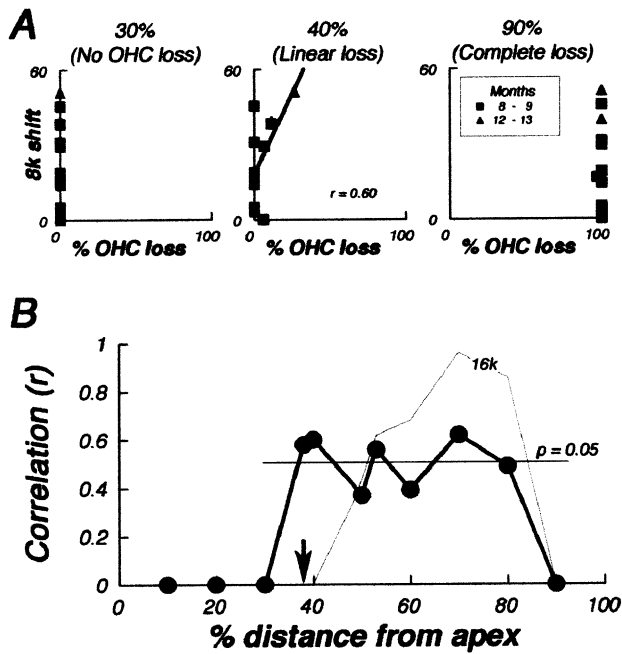 A
30%
(No OHC loss)
40%
(Linear loss)
90%
(Complete loss)
60
60
60
8k shift
Months
8 - 9
12 - 13
r = 0.60
0
0
0
0
100
0
100
0
100
% OHC loss
% OHC loss
% OHC loss
B
1
0.8
0.6
0.4
0.2
0
Correlation (r)
16k
p = 0.05
0
20
40
60
80
100
% distance from apex